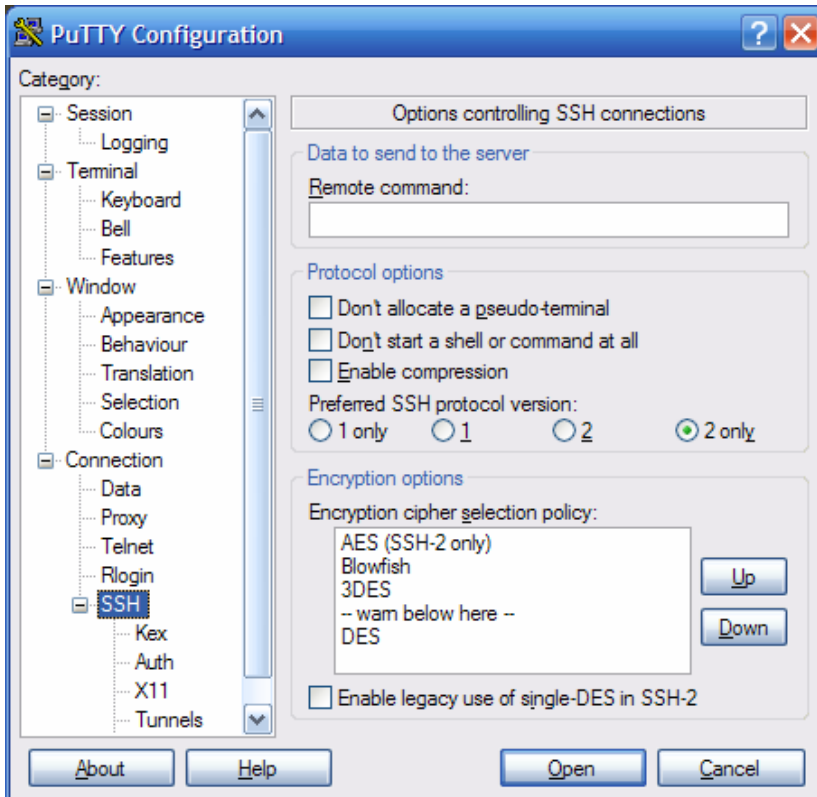 PuTTY Configuration
Category:
Session
Logging
Terminal
Keyboard
Bell
Features
Window
Appearance
Behaviour
Translation
Selection
Colours
Connection
Data
Proxy
Telnet
Rlogin
SSH
Kex
Auth
X11
Tunnels
Options controlling SSH connections
Data to send to the server
Remote command:
Protocol options
Don't allocate a pseudo-terminal
Don't start a shell or command at all
Enable compression
Preferred SSH protocol version:
1 only 1 2 2 only
Encryption options
Encryption cipher selection policy:
AES (SSH-2 only)
Blowfish
3DES
-- warn below here --
DES
Up
Down
Enable legacy use of single-DES in SSH-2
About Help Open Cancel